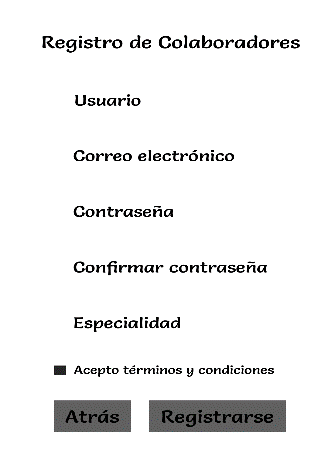 Registro de Colaboradores
Usuario
Correo electrónico
Contraseña
Confirmar contraseña
Especialidad
Acepto términos y condiciones
Atrás Registrarse